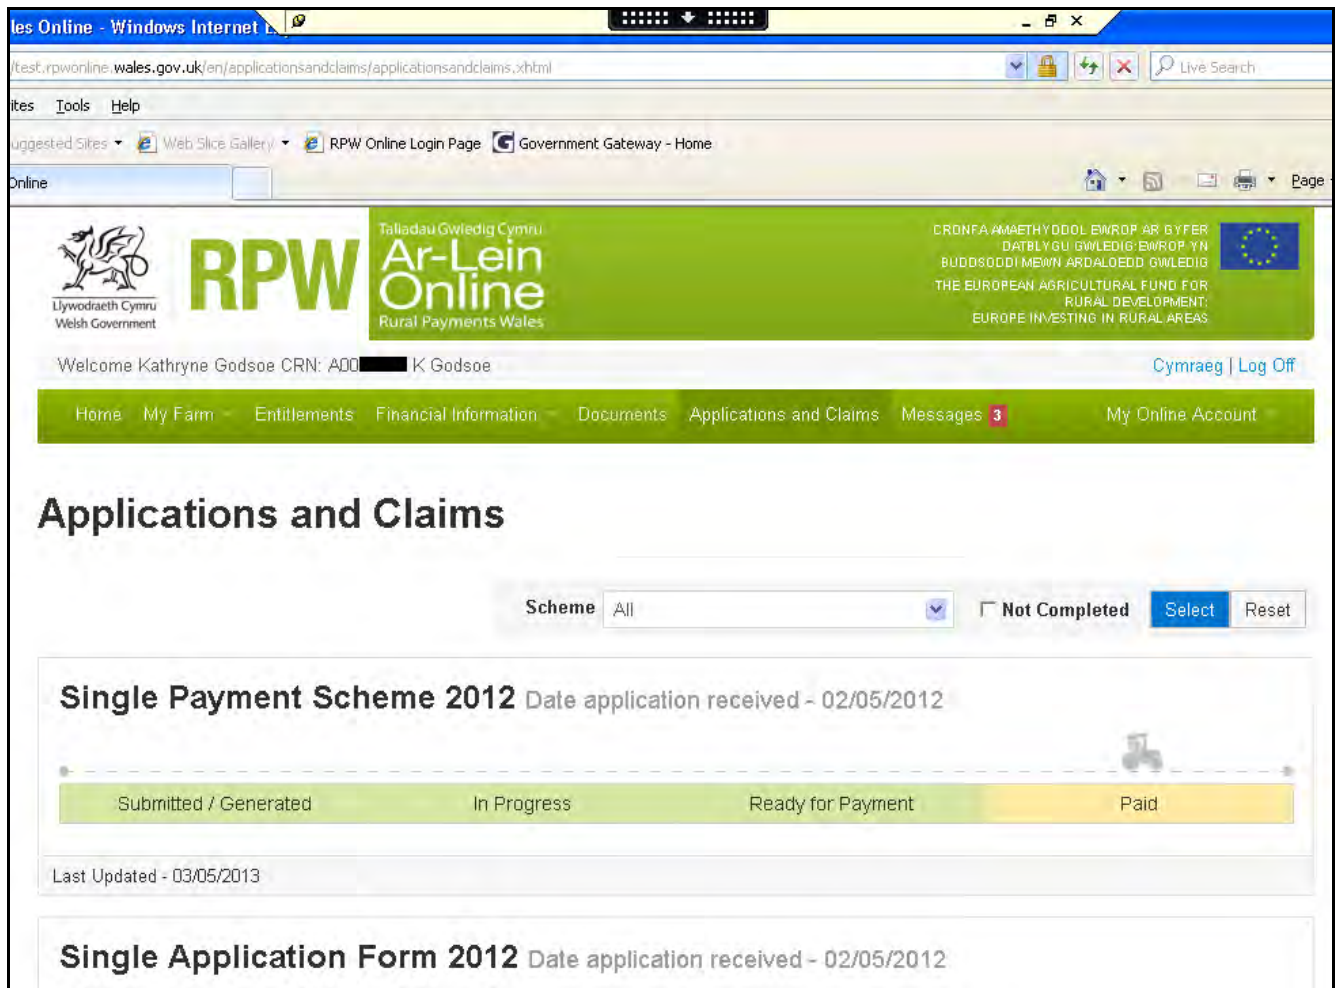 les Online - Windows Internet
/test.rpwonline.wales.gov.uk/en/applicationsandclaims/applicationsandclaims.xhtml
Live Search
ites Tools Help
uggested Sites Web Slice Gallery RPW Online Login Page Government Gateway - Home
Online
Page
Llywodraeth Cymru
Welsh Government
RPW
Taliadau Gwledig Cymru
Ar-Lein
Online
Rural Payments Wales
CRONFA AMAETHYDDOL EWROP AR GYFER
DATBLYGU GWLEDIG: EWROP YN
BUDDSODDI MEWN ARDALOEDD GWLEDIG
THE EUROPEAN AGRICULTURAL FUND FOR
RURAL DEVELOPMENT:
EUROPE INVESTING IN RURAL AREAS
Welcome Kathryne Godsoe CRN: A00 K Godsoe
Cymraeg | Log Off
Home My Farm Entitlements Financial Information Documents Applications and Claims Messages 3 My Online Account
Applications and Claims
Scheme All Not Completed Select Reset
Single Payment Scheme 2012 Date application received - 02/05/2012
Submitted / Generated In Progress Ready for Payment Paid
Last Updated - 03/05/2013
Single Application Form 2012 Date application received - 02/05/2012